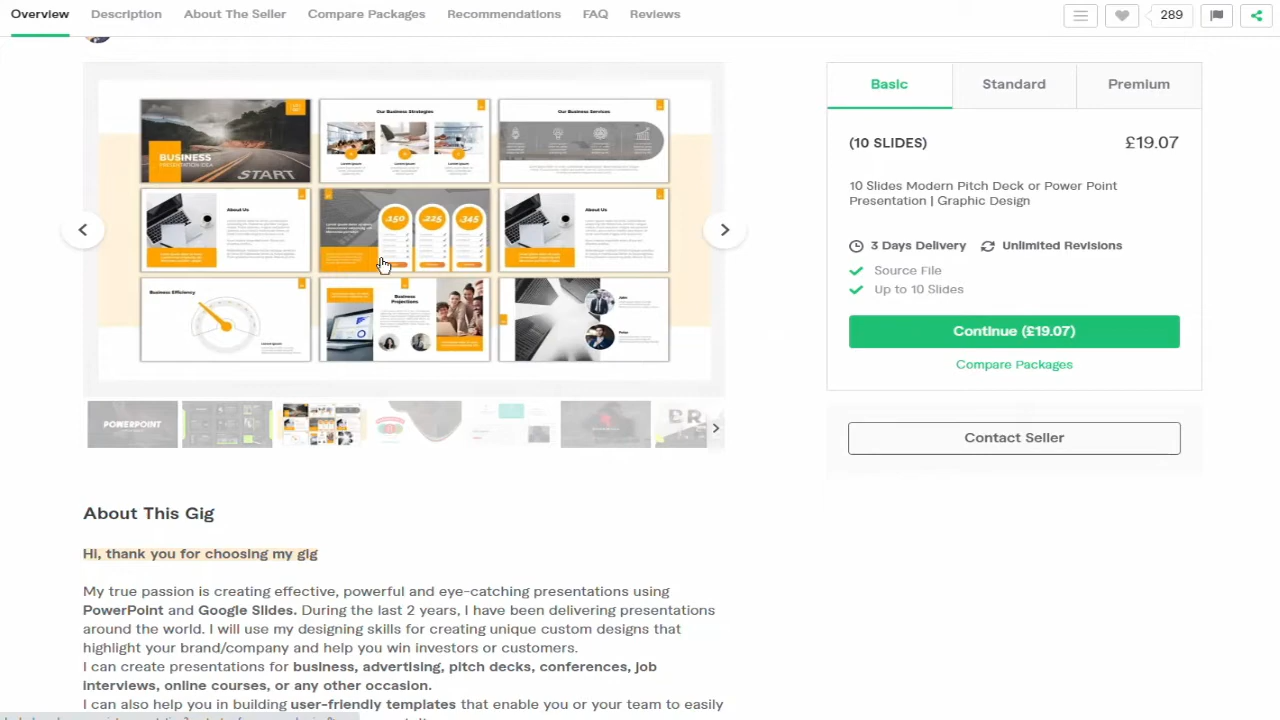 Overview Description About The Seller Compare Packages Recommendations FAQ Reviews
289
BUSINESS
PRESENTATION IDEA
START
Our Business Strategies
Our Business Services
About Us
.150 .225 .345
About Us
Business Efficiency
Business
Projections
POWERPOINT
BR
Basic Standard Premium
(10 SLIDES) £19.07
10 Slides Modern Pitch Deck or Power Point
Presentation | Graphic Design
3 Days Delivery Unlimited Revisions
Source File
Up to 10 Slides
Continue (£19.07)
Compare Packages
Contact Seller
About This Gig
Hi, thank you for choosing my gig
My true passion is creating effective, powerful and eye-catching presentations using
PowerPoint and Google Slides. During the last 2 years, I have been delivering presentations
around the world. I will use my designing skills for creating unique custom designs that
highlight your brand/company and help you win investors or customers.
I can create presentations for business, advertising, pitch decks, conferences, job
interviews, online courses, or any other occasion.
I can also help you in building user-friendly templates that enable you or your team to easily